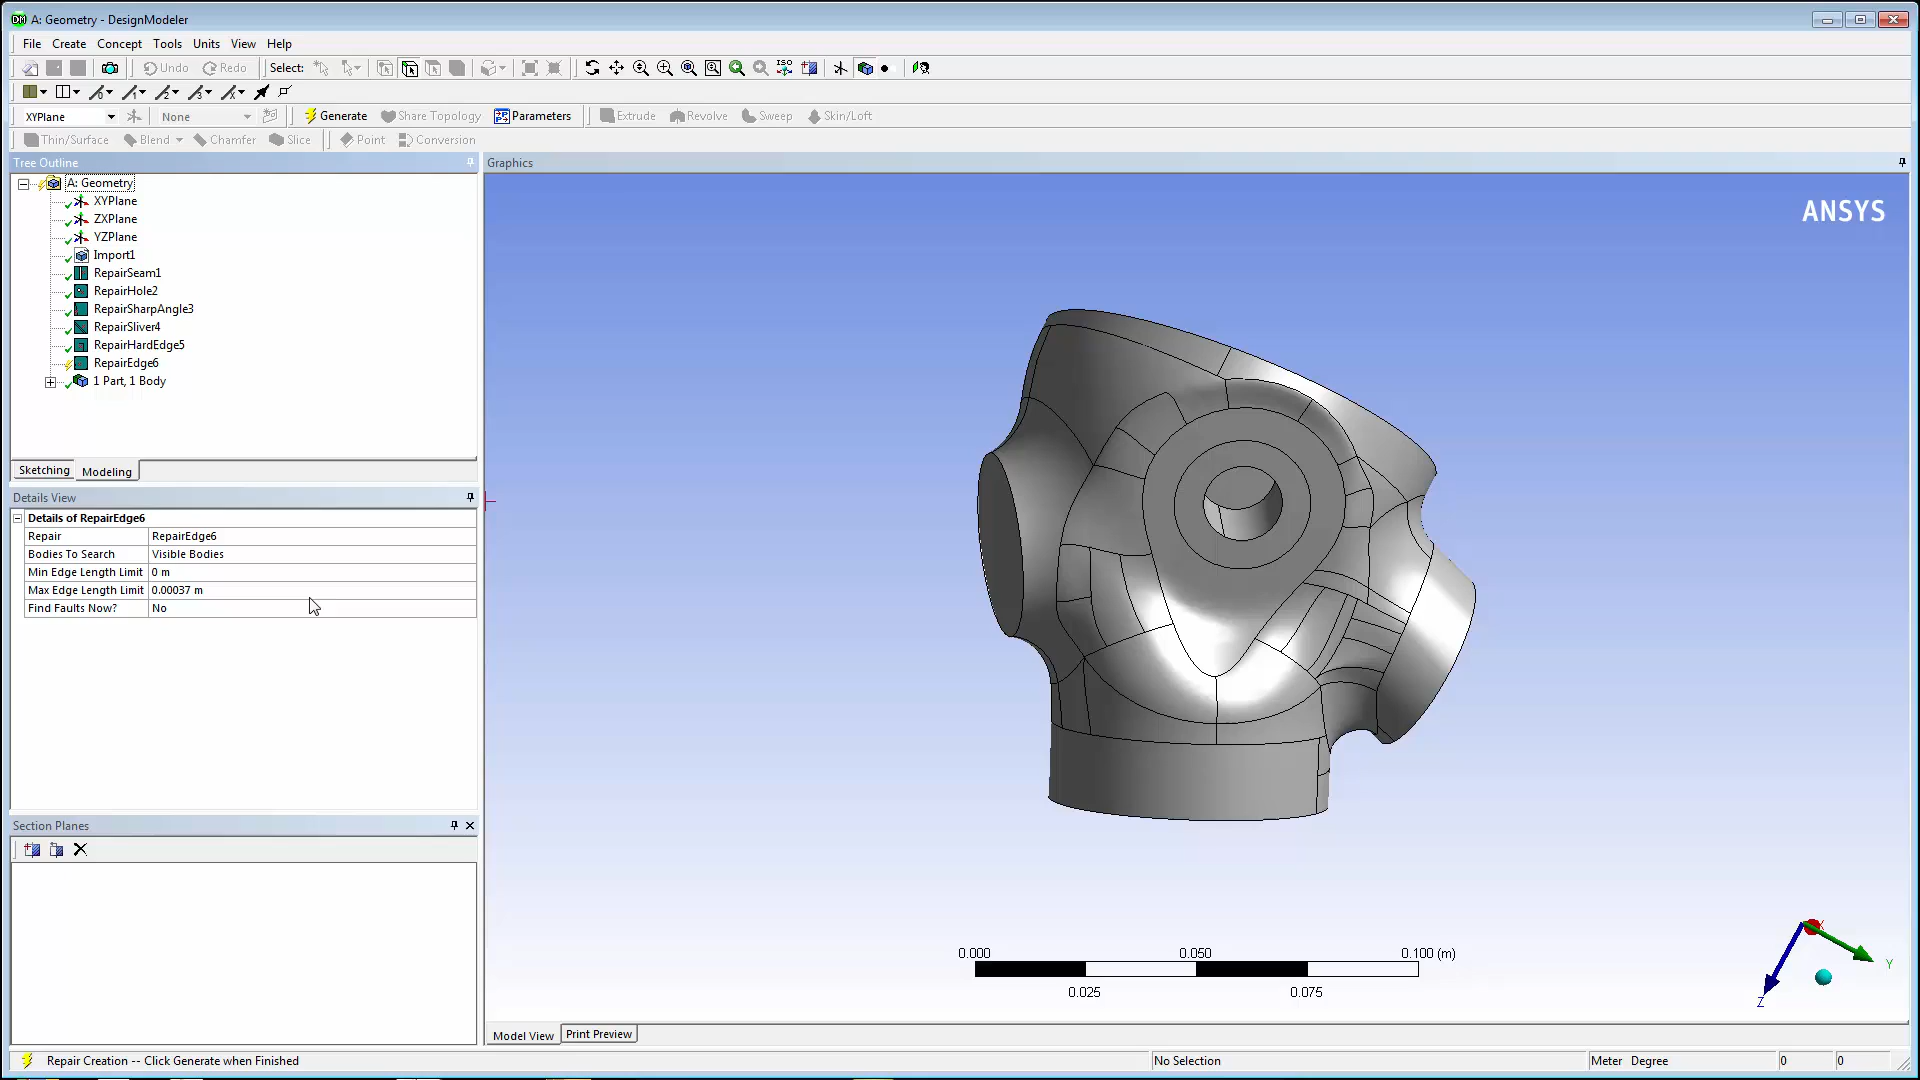 A: Geometry - DesignModeler
File Create Concept Tools Units View Help
Undo Redo Select: ISO
XYPlane None Generate Share Topology Parameters Extrude Revolve Sweep Skin/Loft
Thin/Surface Blend Chamfer Slice Point Conversion
Tree Outline
A: Geometry
XYPlane
ZXPlane
YZPlane
Import1
RepairSeam1
RepairHole2
RepairSharpAngle3
RepairSliver4
RepairHardEdge5
RepairEdge6
1 Part, 1 Body
Sketching Modeling
Details View
Details of RepairEdge6
Repair RepairEdge6
Bodies To Search Visible Bodies
Min Edge Length Limit 0 m
Max Edge Length Limit 0.00037 m
Find Faults Now? No
Section Planes
Graphics
ANSYS
0.000 0.050 0.100 (m)
0.025 0.075
X
Y
Z
Model View Print Preview
Repair Creation -- Click Generate when Finished No Selection Meter Degree 0 0